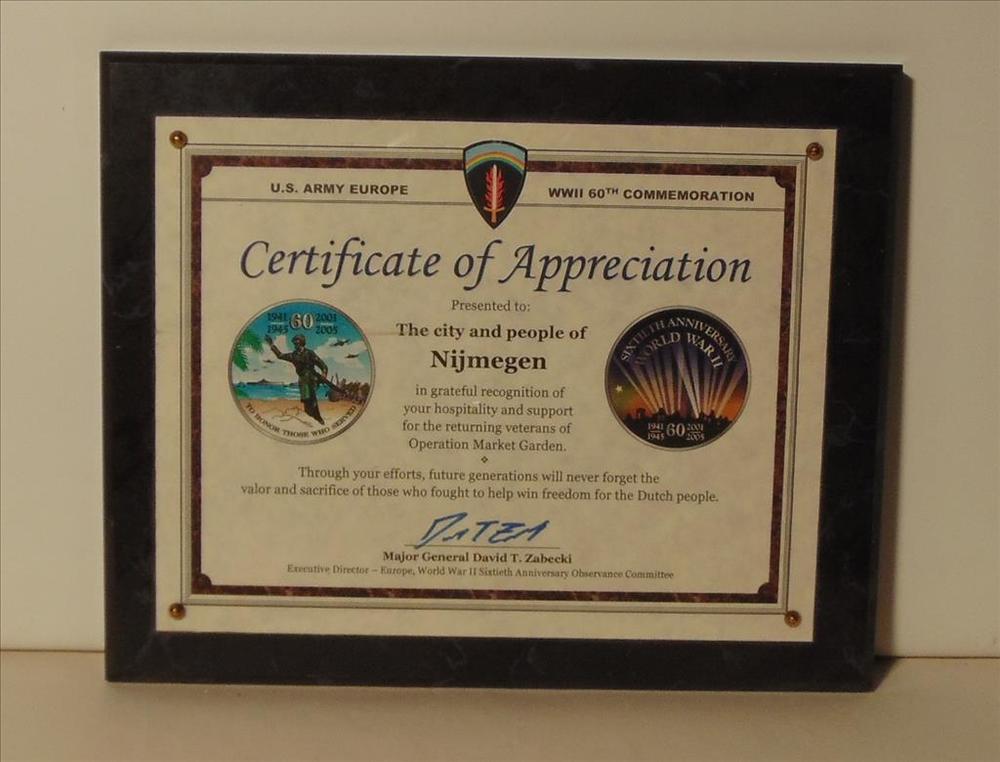 U.S. ARMY EUROPE
WWII 60TH COMMEMORATION
Certificate of Appreciation
Presented to:
The city and people of
Nijmegen
in grateful recognition of
your hospitality and support
for the returning veterans of
Operation Market Garden.
1941 60 2001
1945 2005
TO HONOR THOSE WHO SERVED
SIXTIETH ANNIVERSARY
WORLD WAR II
1941 60 2001
1945 2005
Through your efforts, future generations will never forget the
valor and sacrifice of those who fought to help win freedom for the Dutch people.
Major General David T. Zabecki
Executive Director – Europe, World War II Sixtieth Anniversary Observance Committee